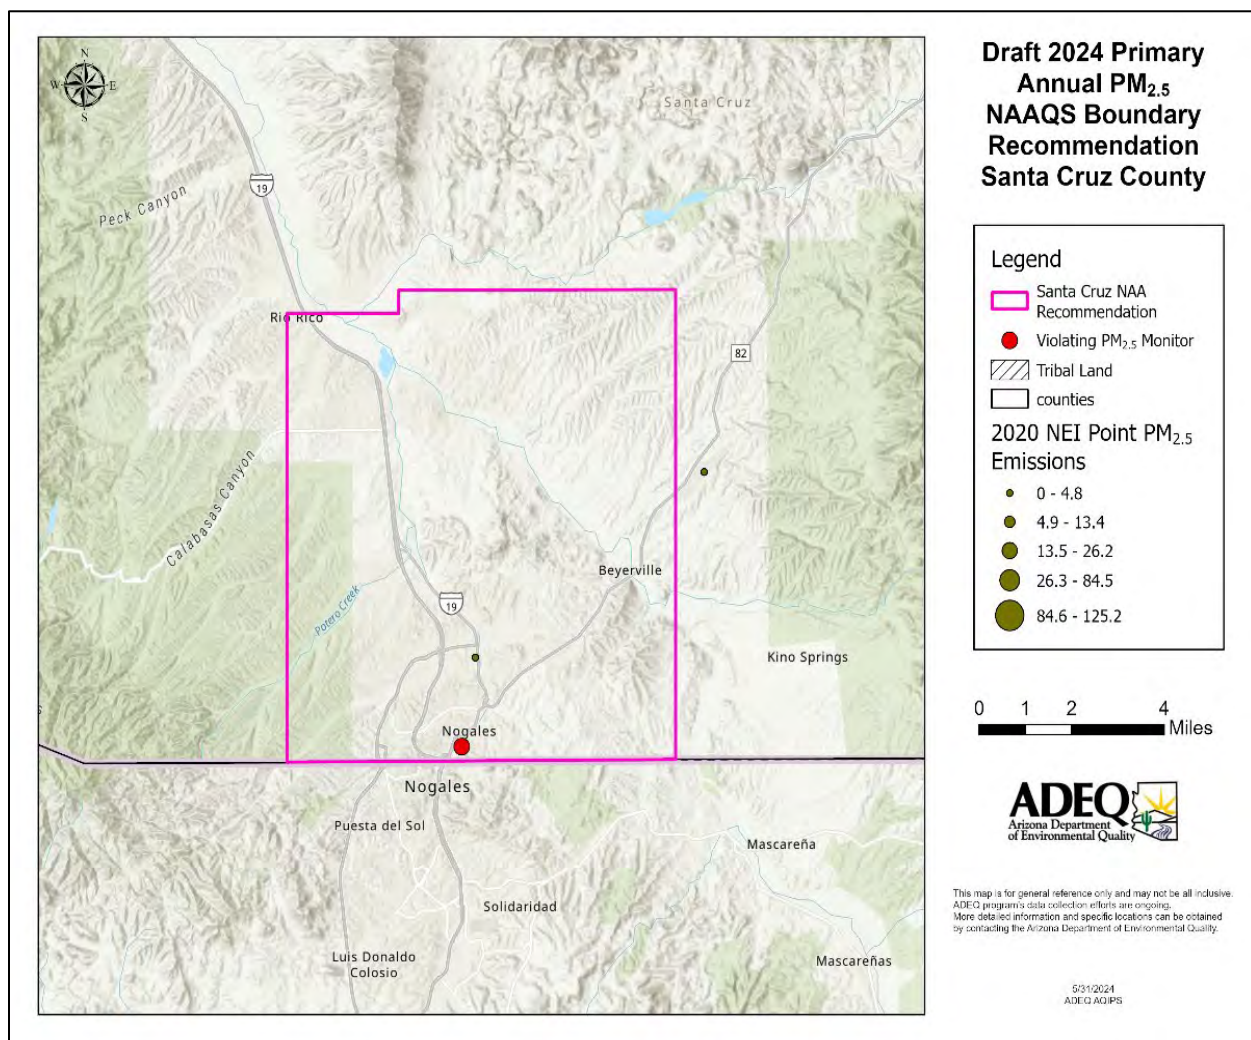 Draft 2024 Primary
Annual PM2.5
NAAQS Boundary
Recommendation
Santa Cruz County
N
W
E
S
Santa Cruz
19
Peck Canyon
Rio Rico
82
Calabasas Canyon
Beyerville
Potero Creek
19
Kino Springs
Nogales
Nogales
Puesta del Sol
Mascareña
Solidaridad
Luis Donaldo
Colosio
Mascareñas
Legend
Santa Cruz NAA
Recommendation
Violating PM2.5 Monitor
Tribal Land
counties
2020 NEI Point PM2.5
Emissions
0 - 4.8
4.9 - 13.4
13.5 - 26.2
26.3 - 84.5
84.6 - 125.2
0 1 2 4
Miles
ADEQ
Arizona Department
of Environmental Quality
This map is for general reference only and may not be all inclusive.
ADEQ program's data collection efforts are ongoing.
More detailed information and specific locations can be obtained
by contacting the Arizona Department of Environmental Quality.
5/31/2024
ADEQ AQIPS